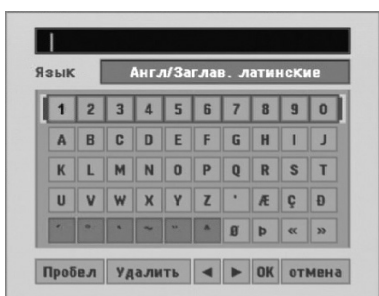 Язык Англ/Заглав. латинские
1 2 3 4 5 6 7 8 9 0
A B C D E F G H I J
K L M N O P Q R S T
U V W X Y Z · Æ Ç Ð
Ø Þ « »
Пробел Удалить ◄ ► OK отмена